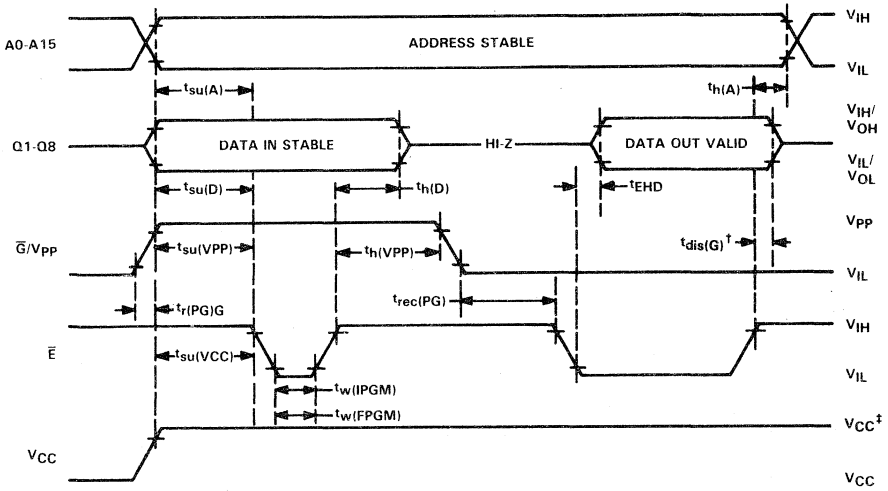 A0-A15
ADDRESS STABLE
VIH
VIL
tsu(A)
th(A)
Q1-Q8
DATA IN STABLE
HI-Z
DATA OUT VALID
VIH/
VOH
VIL/
VOL
tsu(D)
th(D)
tEHD
G̅/VPP
tsu(VPP)
th(VPP)
tdis(G)†
VPP
VIL
tr(PG)G
trec(PG)
E̅
tsu(VCC)
VIH
VIL
tw(IPGM)
tw(FPGM)
VCC
VCC‡
VCC